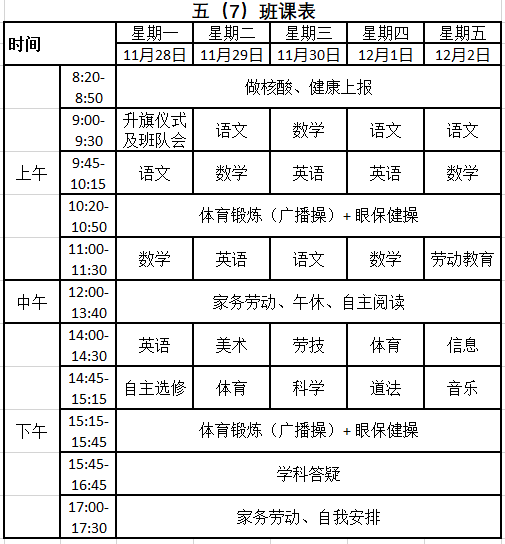 五（7）班课表
时间 星期一 星期二 星期三 星期四 星期五
11月28日 11月29日 11月30日 12月1日 12月2日
上午
8:20-
8:50
做核酸、健康上报
9:00-
9:30
升旗仪式
及班队会
语文 数学 语文 语文
9:45-
10:15
语文 数学 英语 英语 数学
10:20-
10:50
体育锻炼（广播操）+ 眼保健操
11:00-
11:30
数学 英语 语文 数学 劳动教育
中午
12:00-
13:40
家务劳动、午休、自主阅读
下午
14:00-
14:30
英语 美术 劳技 体育 信息
14:45-
15:15
自主选修 体育 科学 道法 音乐
15:15-
15:45
体育锻炼（广播操）+ 眼保健操
15:45-
16:45
学科答疑
17:00-
17:30
家务劳动、自我安排